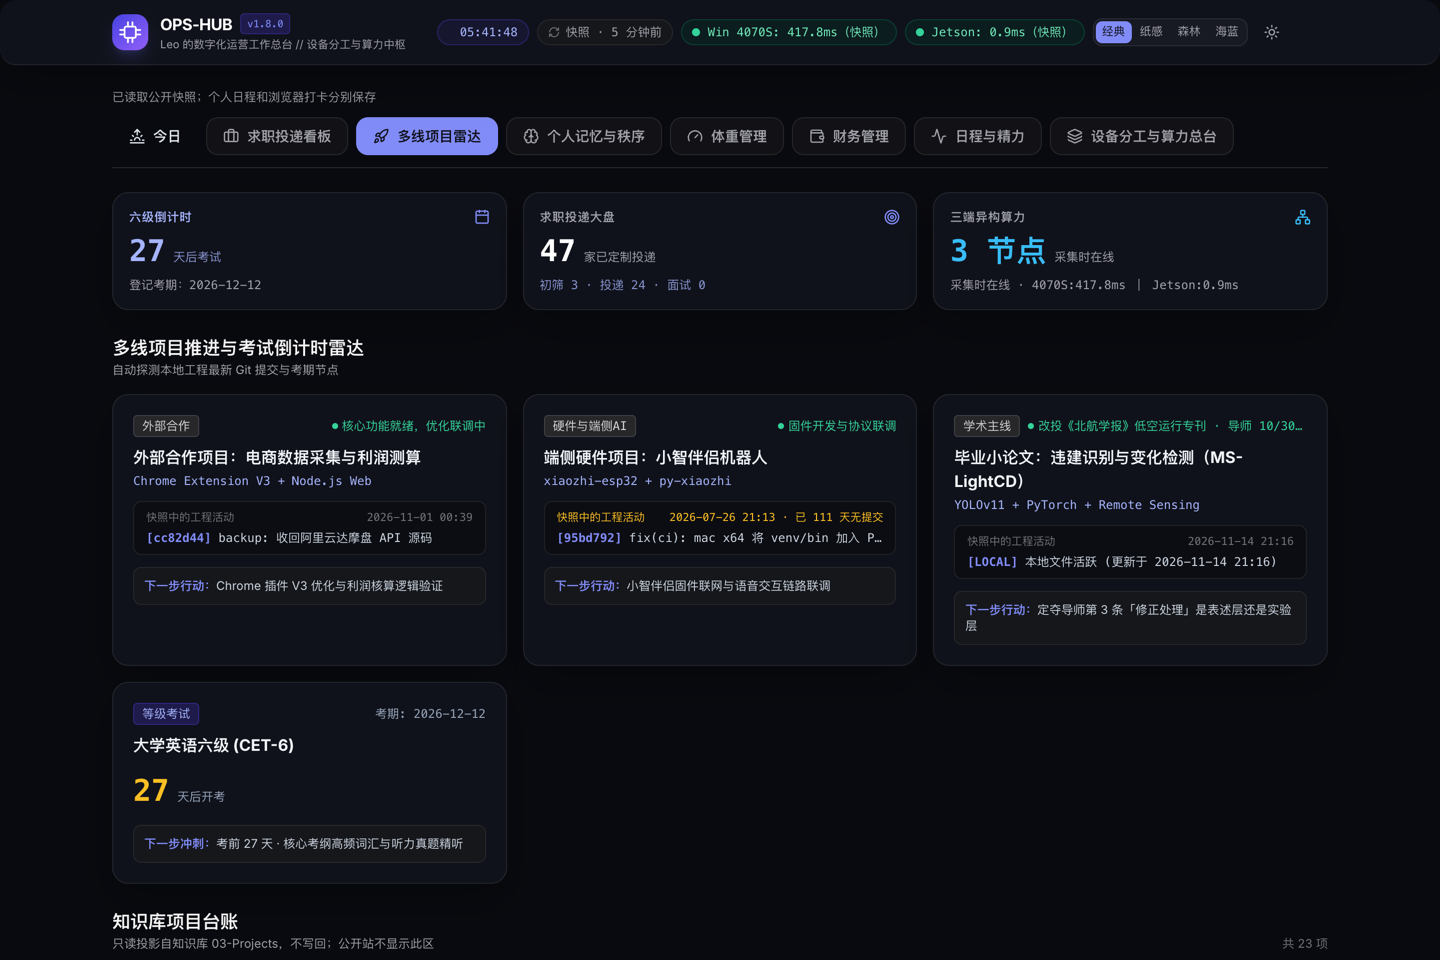 OPS-HUB v1.8.0
Leo 的数字化运营工作总台 // 设备分工与算力中枢
05:41:48
快照 · 5 分钟前
Win 4070S: 417.8ms (快照)
Jetson: 0.9ms (快照)
经典 纸感 森林 海蓝
已读取公开快照；个人日程和浏览器打卡分别保存
今日
求职投递看板
多线项目雷达
个人记忆与秩序
体重管理
财务管理
日程与精力
设备分工与算力总台
六级倒计时
27 天后考试
登记考期：2026-12-12
求职投递大盘
47 家已定制投递
初筛 3 · 投递 24 · 面试 0
三端异构算力
3 节点 采集时在线
采集时在线 · 4070S:417.8ms | Jetson:0.9ms
多线项目推进与考试倒计时雷达
自动探测本地工程最新 Git 提交与考期节点
外部合作
核心功能就绪，优化联调中
外部合作项目：电商数据采集与利润测算
Chrome Extension V3 + Node.js Web
快照中的工程活动 2026-11-01 00:39
[cc82d44] backup: 收回阿里云达摩盘 API 源码
下一步行动：Chrome 插件 V3 优化与利润核算逻辑验证
硬件与端侧AI
固件开发与协议联调
端侧硬件项目：小智伴侣机器人
xiaozhi-esp32 + py-xiaozhi
快照中的工程活动 2026-07-26 21:13 · 已 111 天无提交
[95bd792] fix(ci): mac x64 将 venv/bin 加入 P…
下一步行动：小智伴侣固件联网与语音交互链路联调
学术主线
改投《北航学报》低空运行专刊 · 导师 10/30…
毕业小论文：违建识别与变化检测（MS-
LightCD）
YOLOv11 + PyTorch + Remote Sensing
快照中的工程活动 2026-11-14 21:16
[LOCAL] 本地文件活跃 (更新于 2026-11-14 21:16)
下一步行动：定夺导师第 3 条「修正处理」是表述层还是实验
层
等级考试
考期: 2026-12-12
大学英语六级 (CET-6)
27 天后开考
下一步冲刺：考前 27 天 · 核心考纲高频词汇与听力真题精听
知识库项目台账
只读投影自知识库 03-Projects，不写回；公开站不显示此区
共 23 项